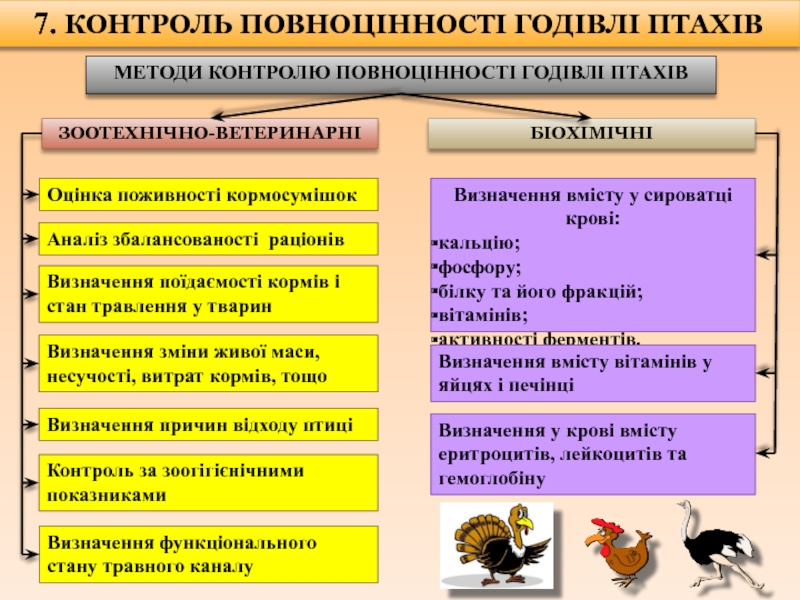 7. КОНТРОЛЬ ПОВНОЦІННОСТІ ГОДІВЛІ ПТАХІВ
МЕТОДИ КОНТРОЛЮ ПОВНОЦІННОСТІ ГОДІВЛІ ПТАХІВ
ЗООТЕХНІЧНО-ВЕТЕРИНАРНІ
Оцінка поживності кормосумішок
Аналіз збалансованості раціонів
Визначення поїдаємості кормів і
стан травлення у тварин
Визначення зміни живої маси,
несучості, витрат кормів, тощо
Визначення причин відходу птиці
Контроль за зоогігієнічними
показниками
Визначення функціонального
стану травного каналу
БІОХІМІЧНІ
Визначення вмісту у сироватці
крові:
▪кальцію;
▪фосфору;
▪білку та його фракцій;
▪вітамінів;
▪активності ферментів.
Визначення вмісту вітамінів у
яйцях і печінці
Визначення у крові вмісту
еритроцитів, лейкоцитів та
гемоглобіну